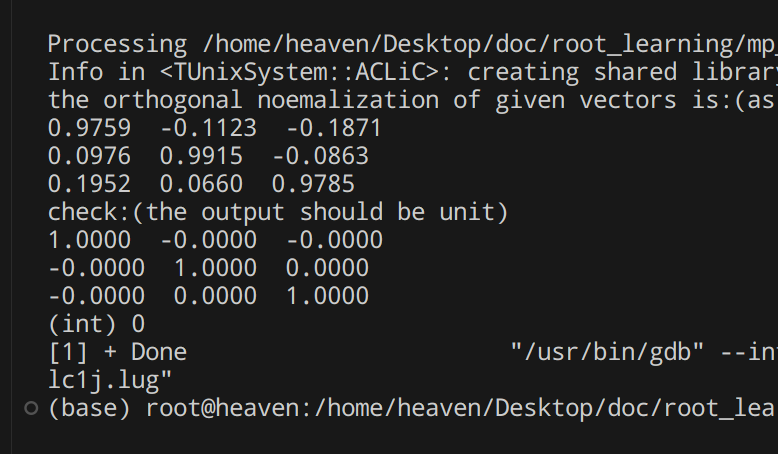 Processing /home/heaven/Desktop/doc/root_learning/mp_
Info in <TUnixSystem::ACLiC>: creating shared library
the orthogonal noemalization of given vectors is:(as
0.9759  -0.1123  -0.1871
0.0976  0.9915  -0.0863
0.1952  0.0660  0.9785
check:(the output should be unit)
1.0000  -0.0000  -0.0000
-0.0000  1.0000  0.0000
-0.0000  0.0000  1.0000
(int) 0
[1] + Done                       "/usr/bin/gdb" --in
lc1j.lug"
(base) root@heaven:/home/heaven/Desktop/doc/root_lea